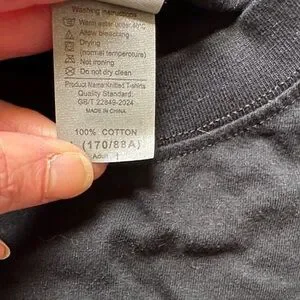 Washing instructions
Warm water under 40°C
Allow bleaching
Drying
(normal temperature)
Not ironing
Do not dry clean
Product Name:Knitted T-shirts
Quality Standard:
GB/T 22849-2024
MADE IN CHINA
100% COTTON
(170/88A)
Adult